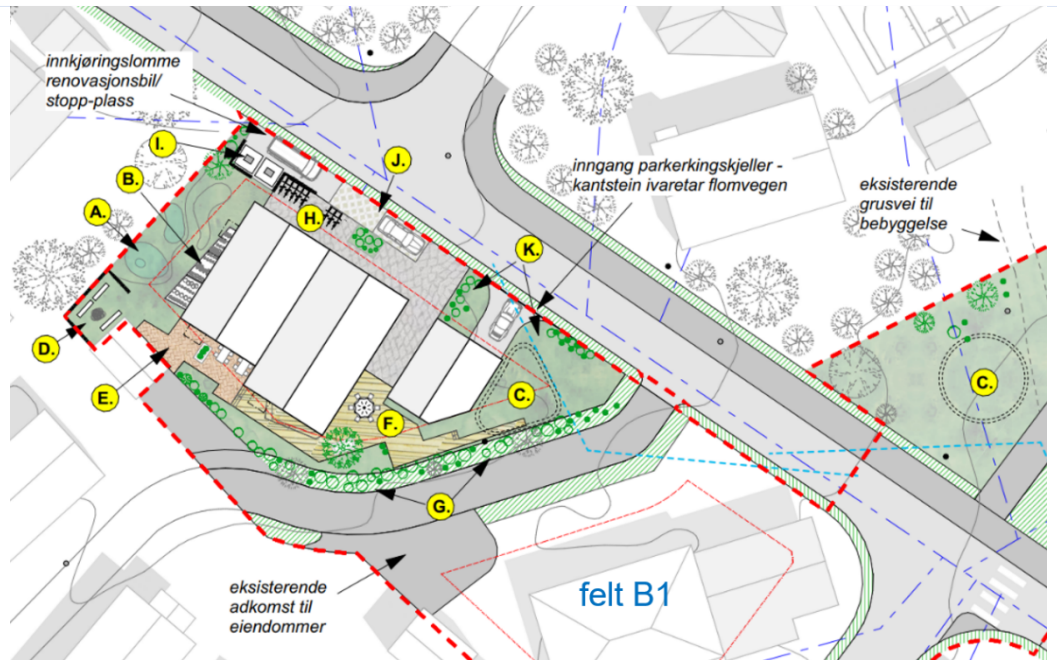 innkjøringslomme
renovasjonsbil/
stopp-plass
I.
B.
A.
J.
H.
inngang parkerkingskjeller -
kantstein ivaretar flomvegen
eksisterende
grusvei til
bebyggelse
K.
D.
E.
C.
F.
C.
G.
eksisterende
adkomst til
eiendommer
felt B1